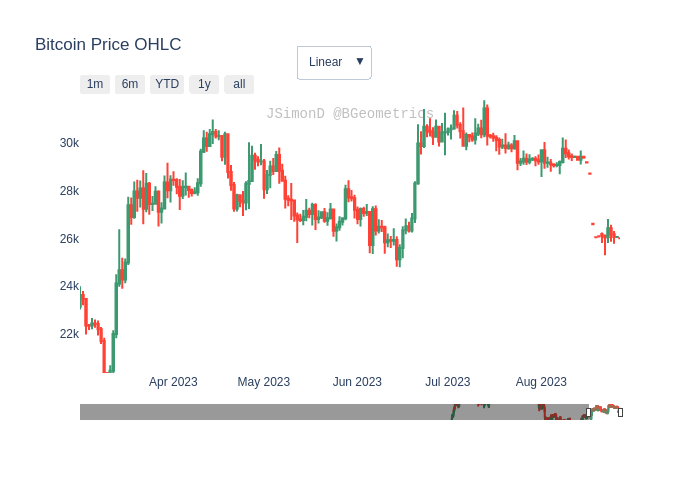 Bitcoin Price OHLC
Linear ▼
1m 6m YTD 1y all
JSimonD @BGeometrics
30k
28k
26k
24k
22k
Apr 2023 May 2023 Jun 2023 Jul 2023 Aug 2023